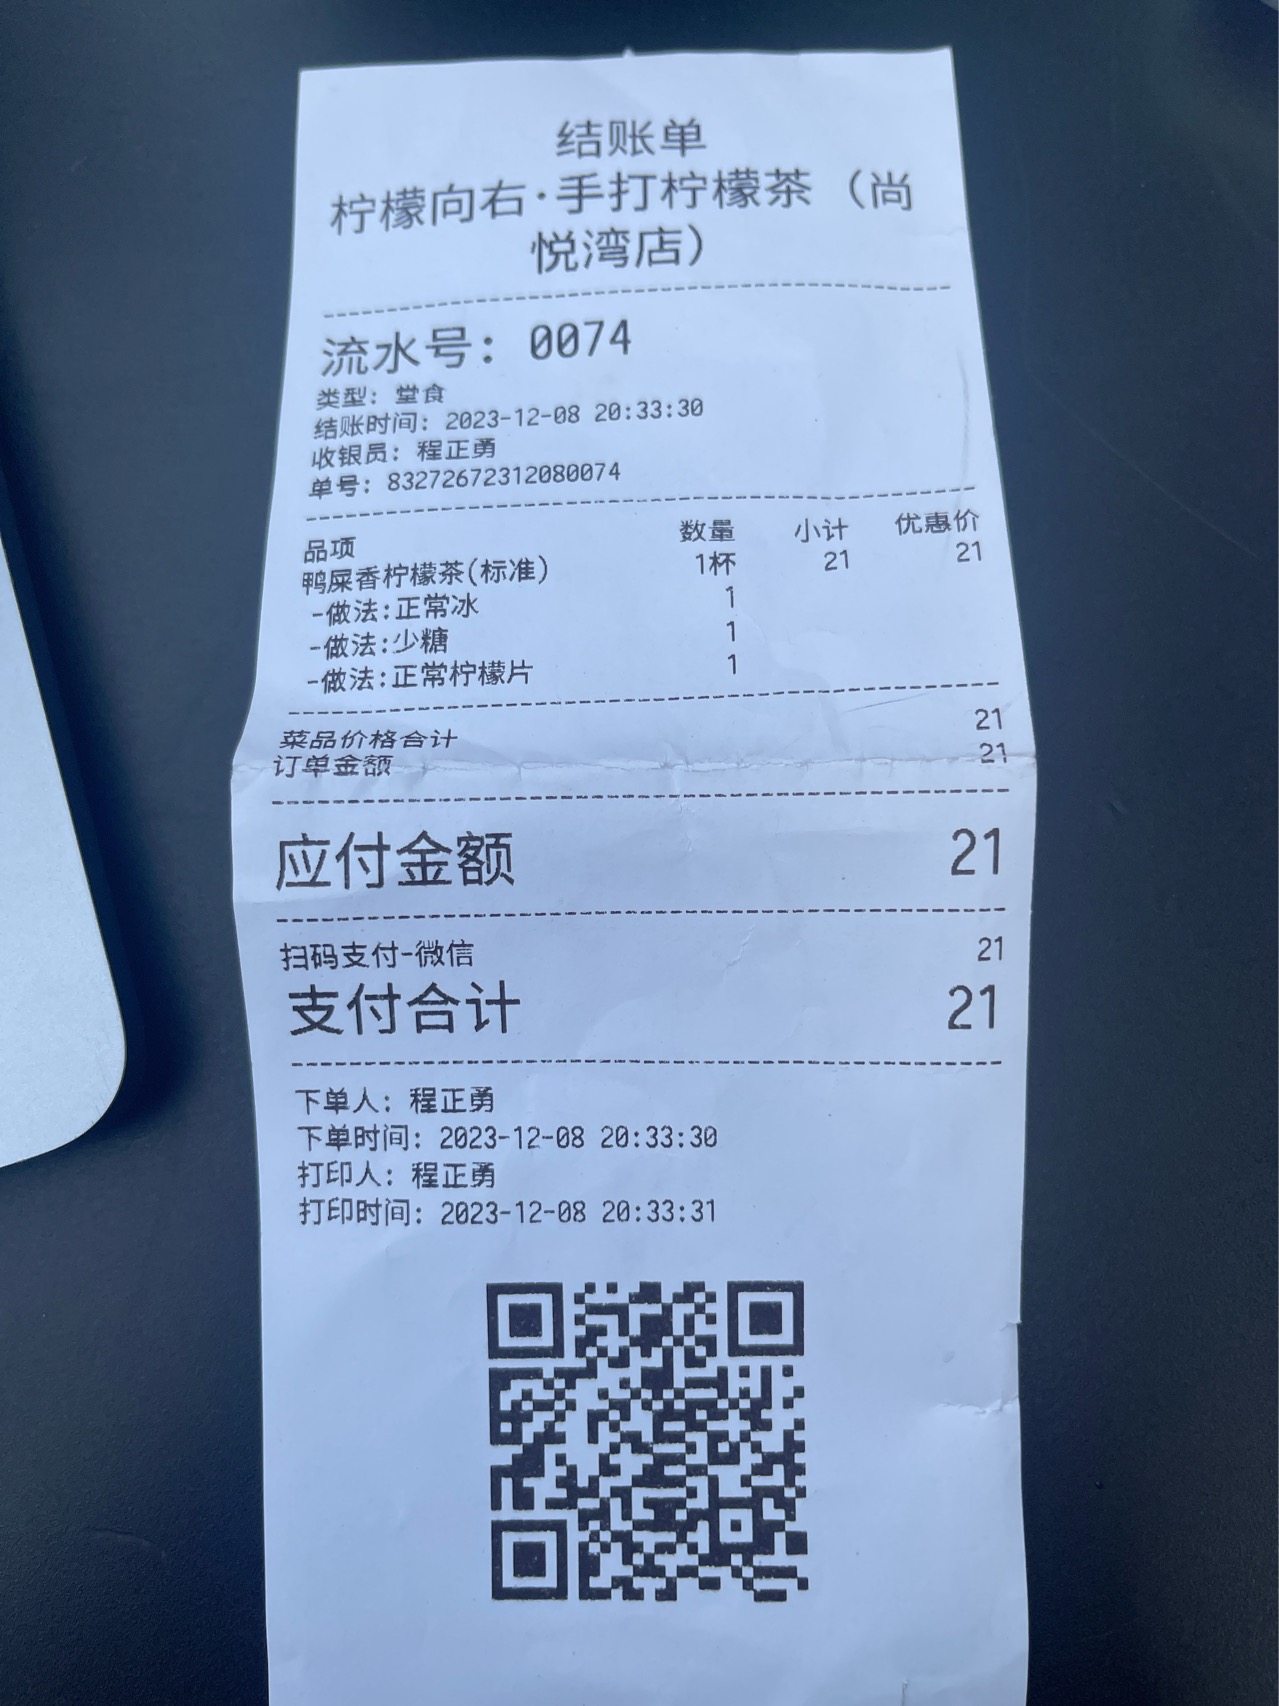 结账单
柠檬向右·手打柠檬茶（尚
悦湾店）
流水号：0074
类型：堂食
结账时间：2023-12-08 20:33:30
收银员：程正勇
单号：83272672312080074
品项 数量 小计 优惠价
鸭屎香柠檬茶(标准) 1杯 21 21
-做法:正常冰 1
-做法:少糖 1
-做法:正常柠檬片 1
菜品价格合计 21
订单金额 21
应付金额 21
扫码支付-微信 21
支付合计 21
下单人：程正勇
下单时间：2023-12-08 20:33:30
打印人：程正勇
打印时间：2023-12-08 20:33:31